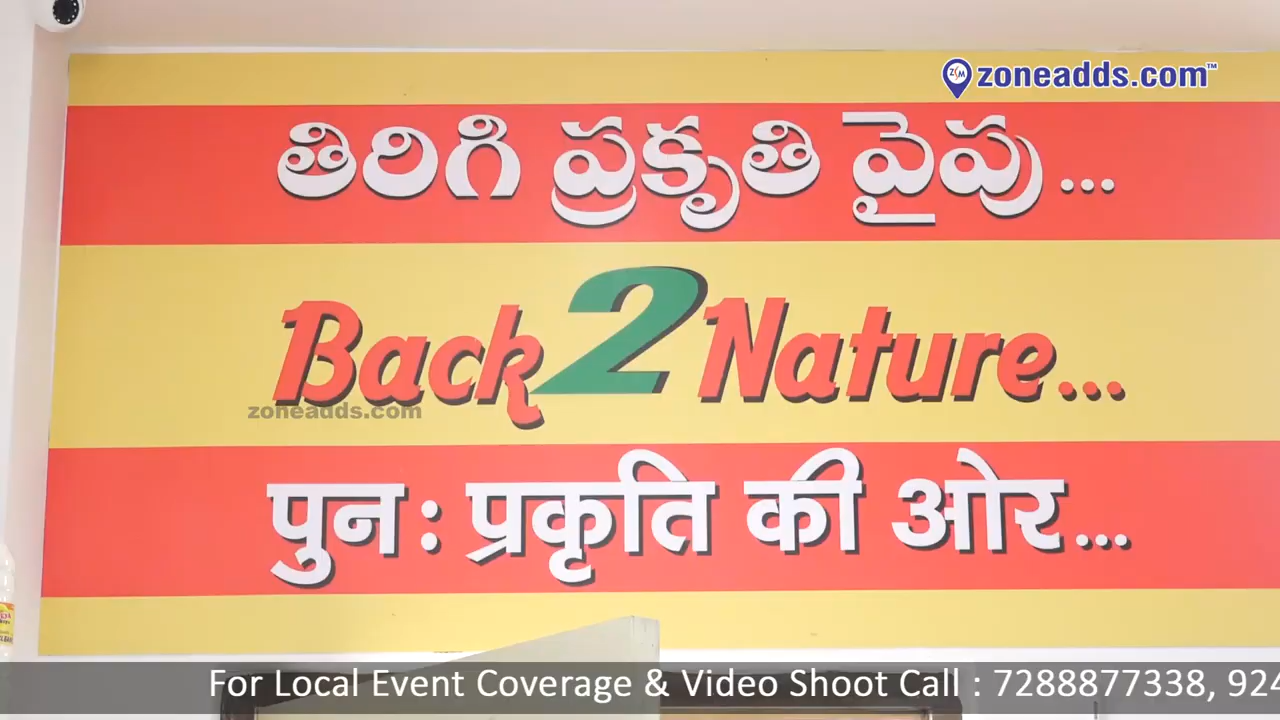 zoneadds.com™
తిరిగి ప్రకృతి వైపు...
Back 2 Nature...
zoneadds.com
पुन: प्रकृति की ओर...
For Local Event Coverage & Video Shoot Call : 7288877338, 924